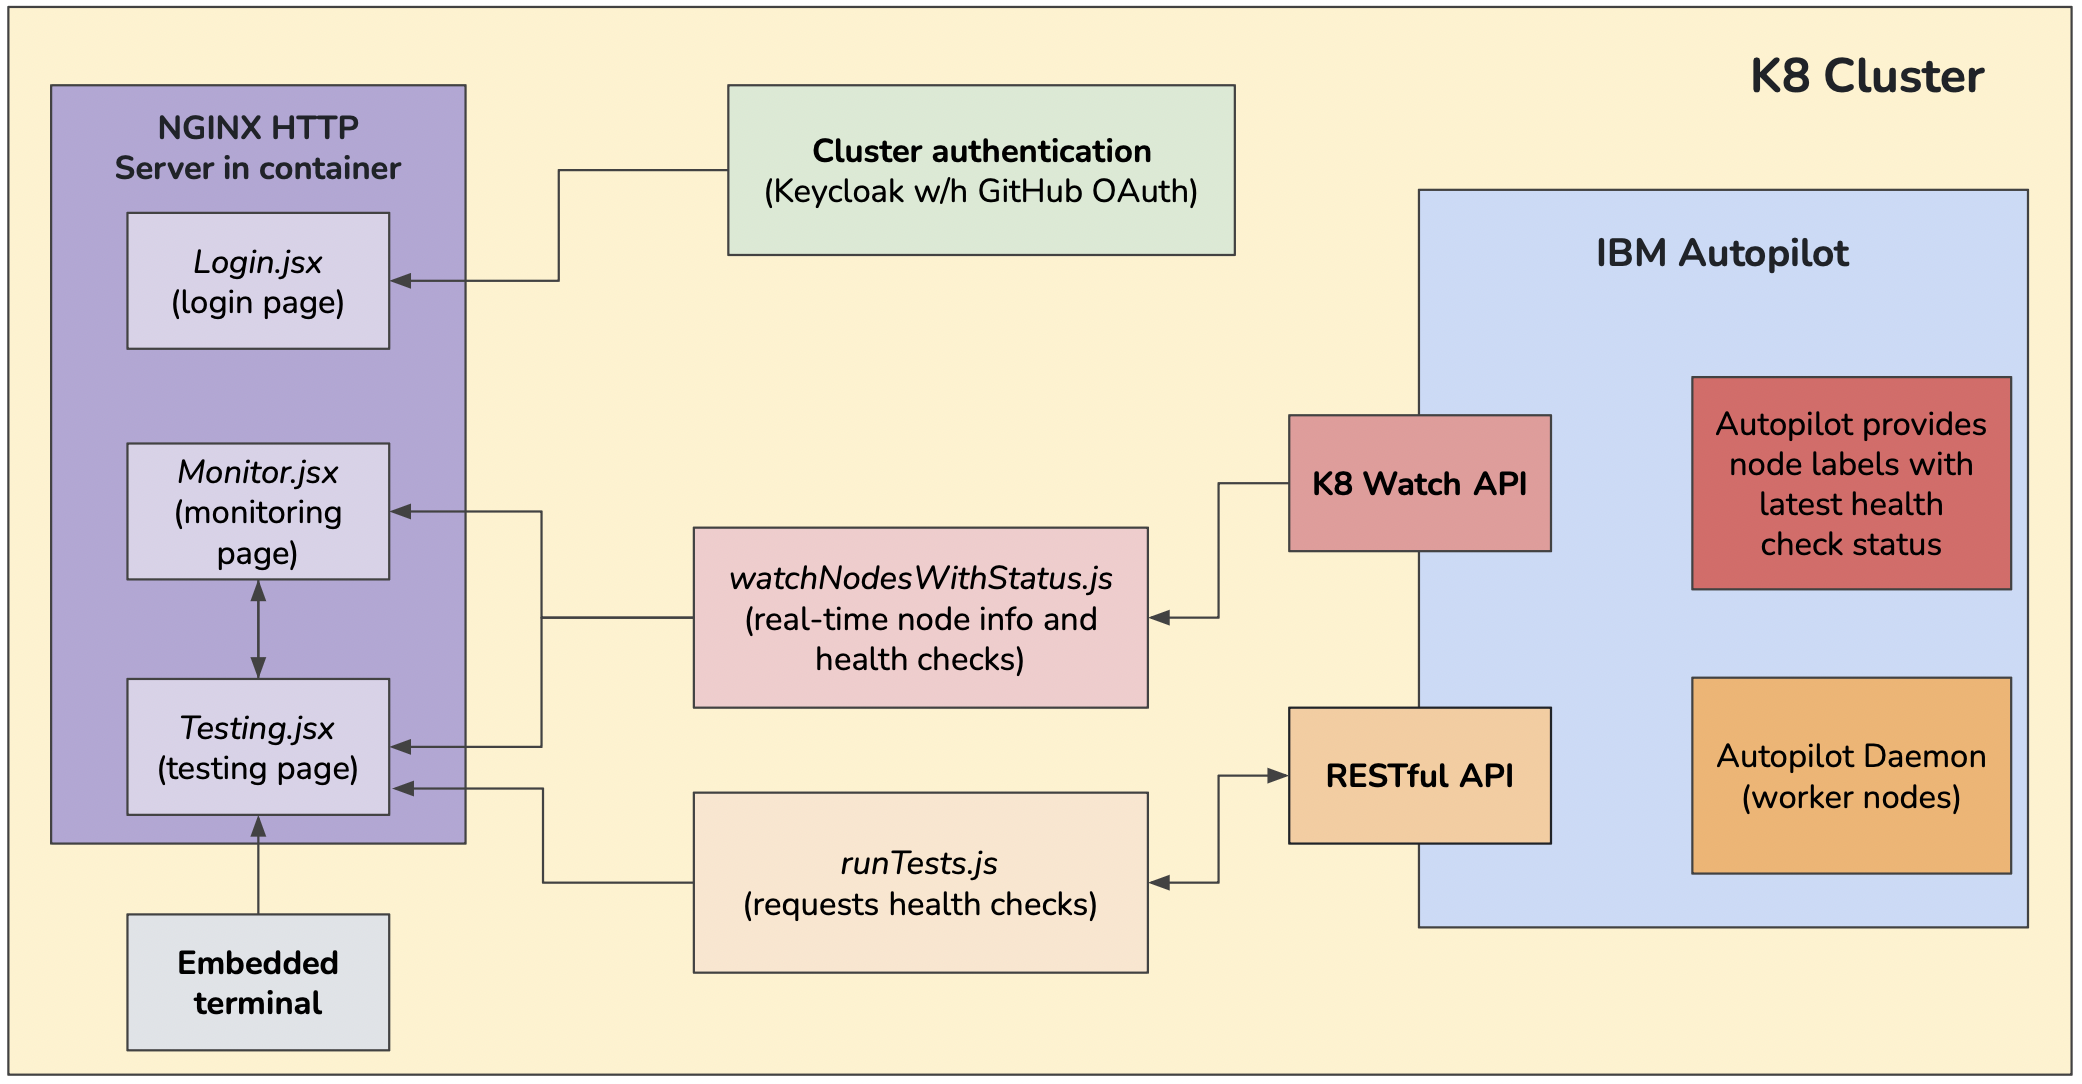 K8 Cluster
NGINX HTTP
Server in container
Login.jsx
(login page)
Monitor.jsx
(monitoring
page)
Testing.jsx
(testing page)
Embedded
terminal
Cluster authentication
(Keycloak w/h GitHub OAuth)
watchNodesWithStatus.js
(real-time node info and
health checks)
runTests.js
(requests health checks)
IBM Autopilot
K8 Watch API
RESTful API
Autopilot provides
node labels with
latest health
check status
Autopilot Daemon
(worker nodes)